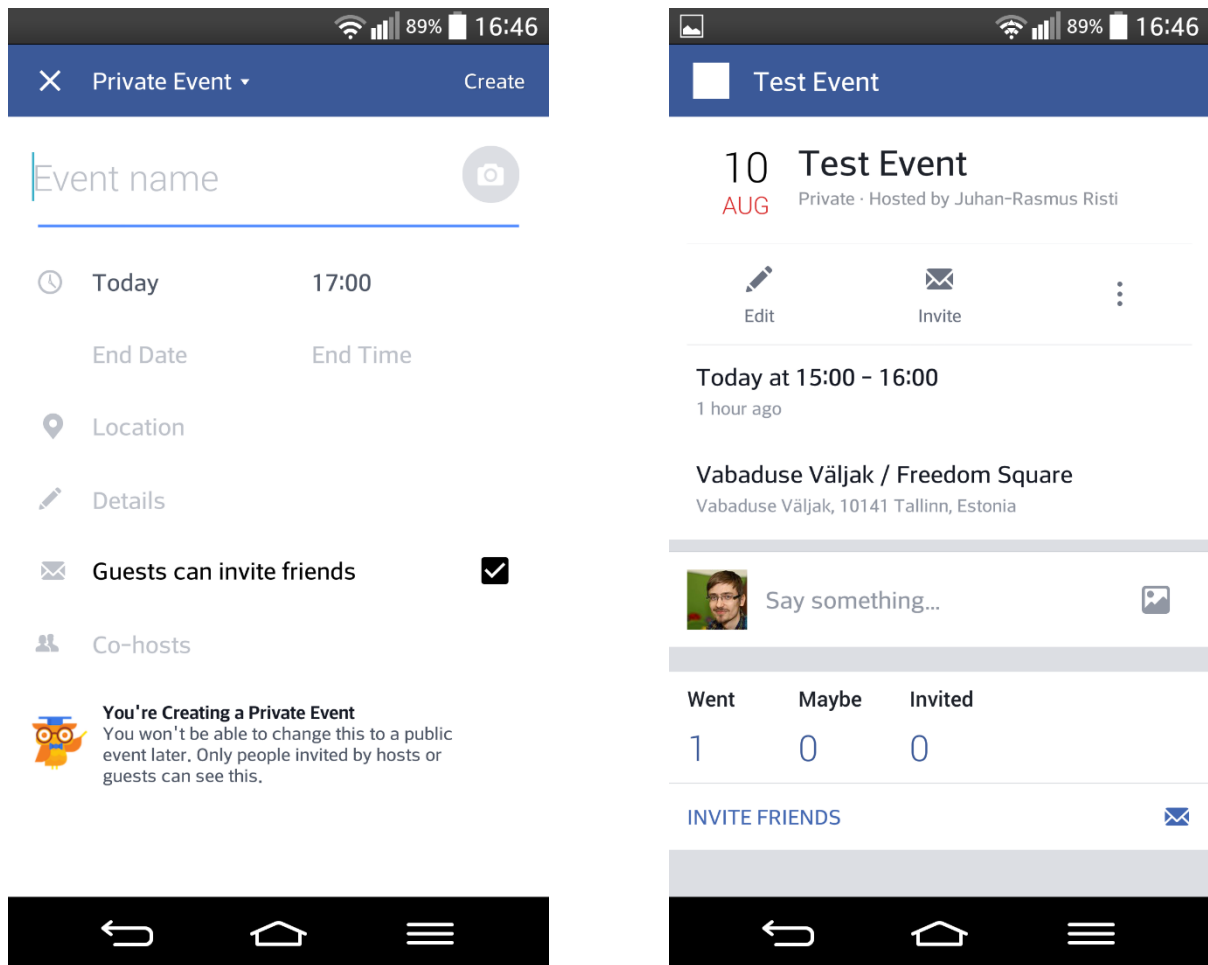 89% 16:46
Private Event Create
Event name
Today 17:00
End Date End Time
Location
Details
Guests can invite friends
Co-hosts
You're Creating a Private Event
You won't be able to change this to a public
event later. Only people invited by hosts or
guests can see this.
89% 16:46
Test Event
10 Test Event
AUG Private · Hosted by Juhan-Rasmus Risti
Edit Invite
Today at 15:00 - 16:00
1 hour ago
Vabaduse Väljak / Freedom Square
Vabaduse Väljak, 10141 Tallinn, Estonia
Say something...
Went Maybe Invited
1 0 0
INVITE FRIENDS